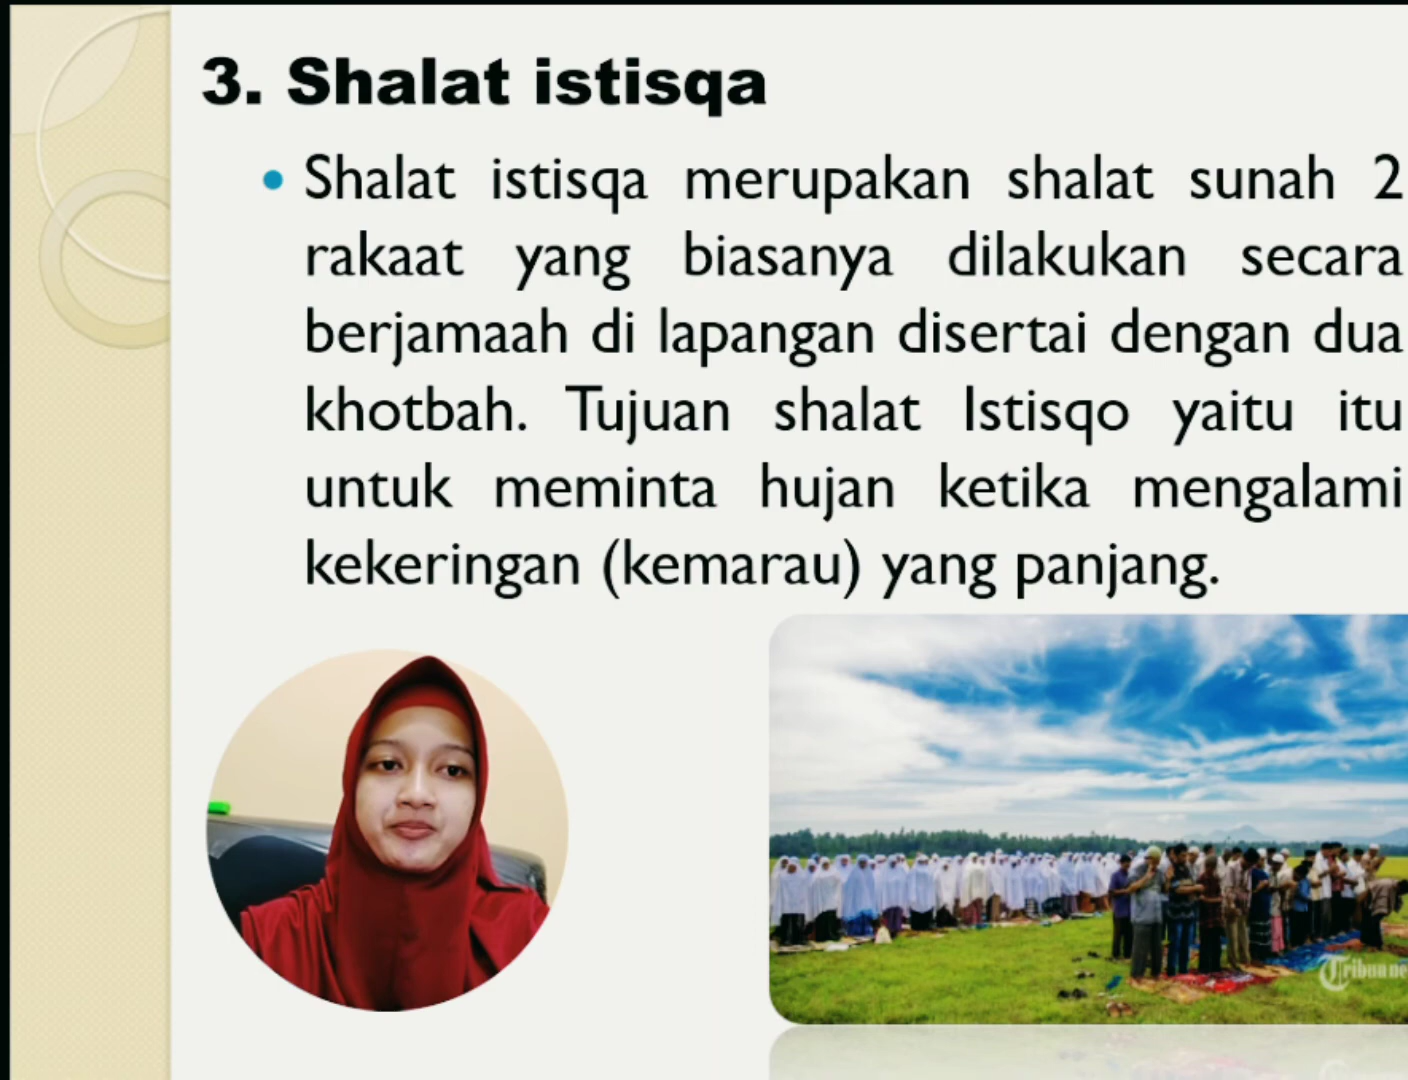 3. Shalat istisqa
• Shalat istisqa merupakan shalat sunah 2
rakaat yang biasanya dilakukan secara
berjamaah di lapangan disertai dengan dua
khotbah. Tujuan shalat Istisqo yaitu itu
untuk meminta hujan ketika mengalami
kekeringan (kemarau) yang panjang.